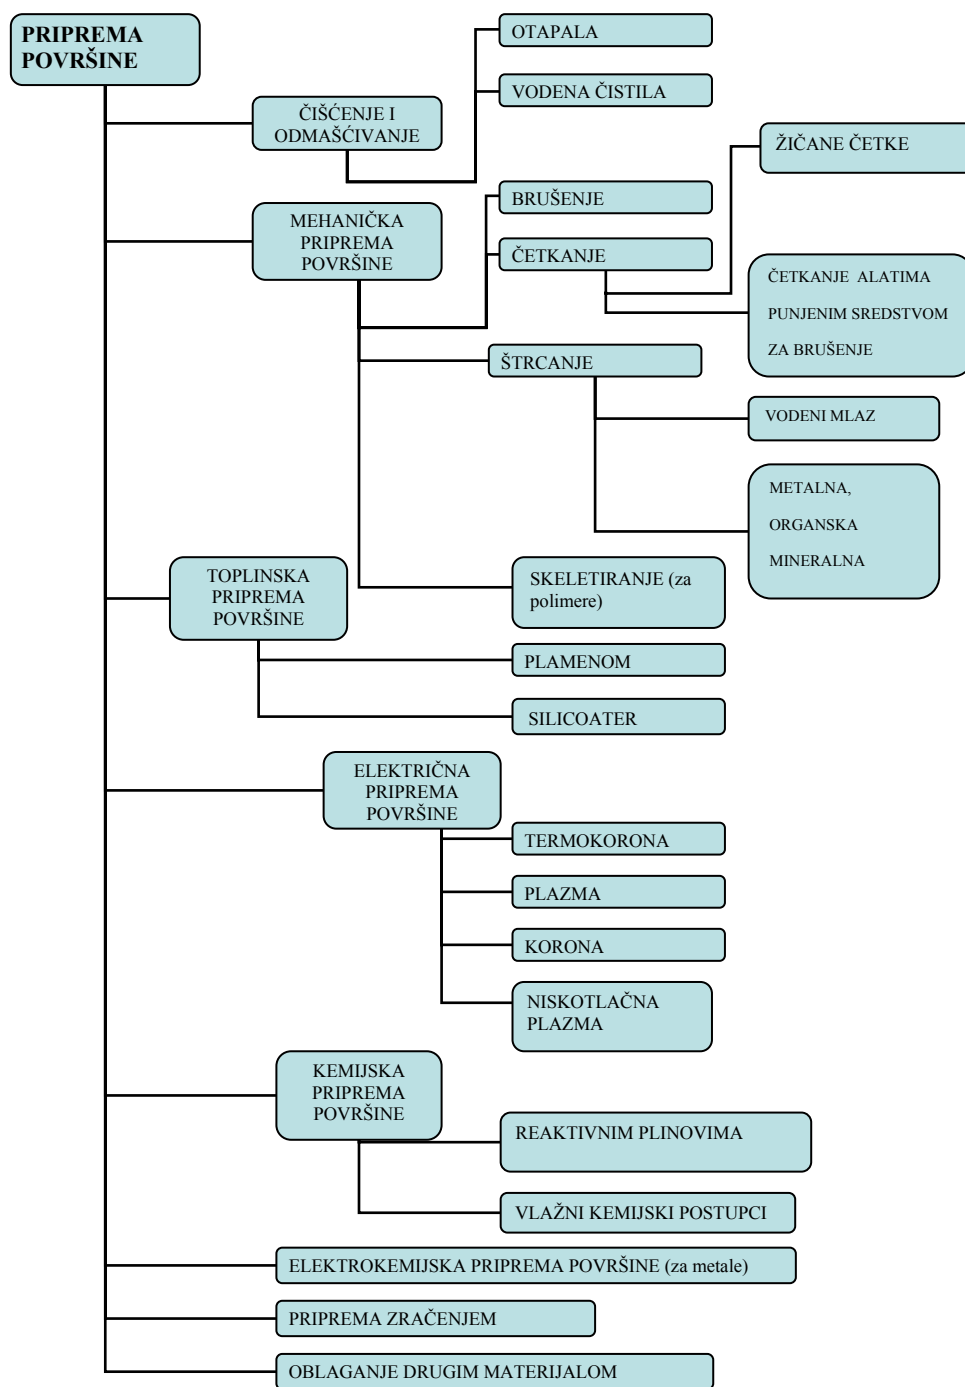 PRIPREMA
POVRŠINE
OTAPALA
VODENA ČISTILA
ČIŠĆENJE I
ODMAŠĆIVANJE
ŽIČANE ČETKE
BRUŠENJE
MEHANIČKA
PRIPREMA
POVRŠINE
ČETKANJE
ČETKANJE ALATIMA
PUNJENIM SREDSTVOM
ZA BRUŠENJE
ŠTRCANJE
VODENI MLAZ
METALNA,
ORGANSKA
MINERALNA
SKELETIRANJE (za
polimere)
TOPLINSKA
PRIPREMA
POVRŠINE
PLAMENOM
SILICOATER
ELEKTRIČNA
PRIPREMA
POVRŠINE
TERMOKORONA
PLAZMA
KORONA
NISKOTLAČNA
PLAZMA
KEMIJSKA
PRIPREMA
POVRŠINE
REAKTIVNIM PLINOVIMA
VLAŽNI KEMIJSKI POSTUPCI
ELEKTROKEMIJSKA PRIPREMA POVRŠINE (za metale)
PRIPREMA ZRAČENJEM
OBLAGANJE DRUGIM MATERIJALOM